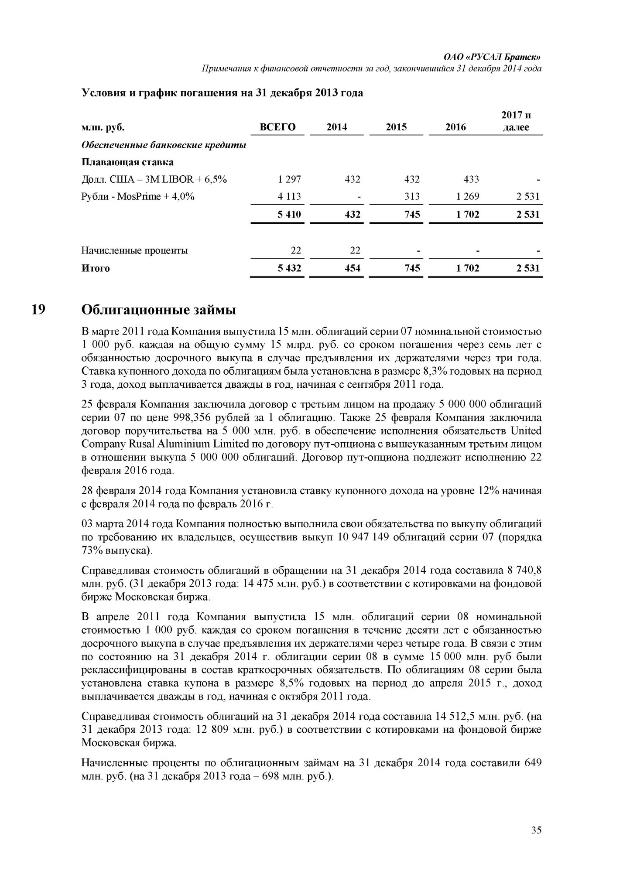 ОАО «РУСАЛ Братск»
Примечания к финансовой отчетности за год, закончившийся 31 декабря 2014 года
Условия и график погашения на 31 декабря 2013 года
млн. руб. ВСЕГО 2014 2015 2016 2017 и далее
Обеспеченные банковские кредиты
Плавающая ставка
Долл. США – 3M LIBOR + 6,5% 1 297 432 432 433 -
Рубли - MosPrime + 4,0% 4 113 - 313 1 269 2 531
5 410 432 745 1 702 2 531
Начисленные проценты 22 22 - - -
Итого 5 432 454 745 1 702 2 531
19 Облигационные займы
В марте 2011 года Компания выпустила 15 млн. облигаций серии 07 номинальной стоимостью
1 000 руб. каждая на общую сумму 15 млрд. руб. со сроком погашения через семь лет с
обязанностью досрочного выкупа в случае предъявления их держателями через три года.
Ставка купонного дохода по облигациям была установлена в размере 8,3% годовых на период
3 года, доход выплачивается дважды в год, начиная с сентября 2011 года.
25 февраля Компания заключила договор с третьим лицом на продажу 5 000 000 облигаций
серии 07 по цене 998,356 рублей за 1 облигацию. Также 25 февраля Компания заключила
договор поручительства на 5 000 млн. руб. в обеспечение исполнения обязательств United
Company Rusal Aluminium Limited по договору пут-опциона с вышеуказанным третьим лицом
в отношении выкупа 5 000 000 облигаций. Договор пут-опциона подлежит исполнению 22
февраля 2016 года.
28 февраля 2014 года Компания установила ставку купонного дохода на уровне 12% начиная
с февраля 2014 года по февраль 2016 г.
03 марта 2014 года Компания полностью выполнила свои обязательства по выкупу облигаций
по требованию их владельцев, осуществив выкуп 10 947 149 облигаций серии 07 (порядка
73% выпуска).
Справедливая стоимость облигаций в обращении на 31 декабря 2014 года составила 8 740,8
млн. руб. (31 декабря 2013 года: 14 475 млн. руб.) в соответствии с котировками на фондовой
бирже Московская биржа.
В апреле 2011 года Компания выпустила 15 млн. облигаций серии 08 номинальной
стоимостью 1 000 руб. каждая со сроком погашения в течение десяти лет с обязанностью
досрочного выкупа в случае предъявления их держателями через четыре года. В связи с этим
по состоянию на 31 декабря 2014 г. облигации серии 08 в сумме 15 000 млн. руб были
реклассифицированы в состав краткосрочных обязательств. По облигациям 08 серии была
установлена ставка купона в размере 8,5% годовых на период до апреля 2015 г., доход
выплачивается дважды в год, начиная с октября 2011 года.
Справедливая стоимость облигаций на 31 декабря 2014 года составила 14 512,5 млн. руб. (на
31 декабря 2013 года: 12 809 млн. руб.) в соответствии с котировками на фондовой бирже
Московская биржа.
Начисленные проценты по облигационным займам на 31 декабря 2014 года составили 649
млн. руб. (на 31 декабря 2013 года – 698 млн. руб.).
35